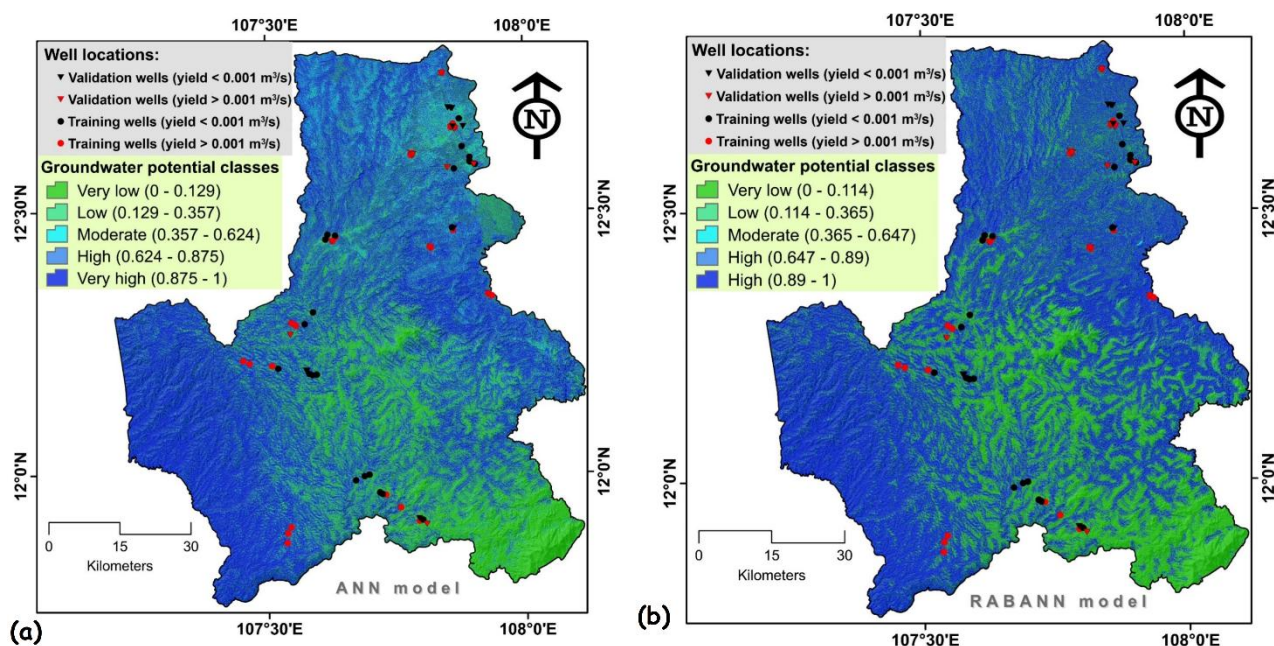 107°30'E
108°0'E
Well locations:
Validation wells (yield < 0.001 m³/s)
Validation wells (yield > 0.001 m³/s)
Training wells (yield < 0.001 m³/s)
Training wells (yield > 0.001 m³/s)
Groundwater potential classes
Very low (0 - 0.129)
Low (0.129 - 0.357)
Moderate (0.357 - 0.624)
High (0.624 - 0.875)
Very high (0.875 - 1)
N
12°30'N
12°30'N
12°0'N
12°0'N
0 15 30
Kilometers
ANN model
(a)
107°30'E
108°0'E
107°30'E
108°0'E
Well locations:
Validation wells (yield < 0.001 m³/s)
Validation wells (yield > 0.001 m³/s)
Training wells (yield < 0.001 m³/s)
Training wells (yield > 0.001 m³/s)
Groundwater potential classes
Very low (0 - 0.114)
Low (0.114 - 0.365)
Moderate (0.365 - 0.647)
High (0.647 - 0.89)
High (0.89 - 1)
N
12°30'N
12°30'N
12°0'N
12°0'N
0 15 30
Kilometers
RABANN model
(b)
107°30'E
108°0'E